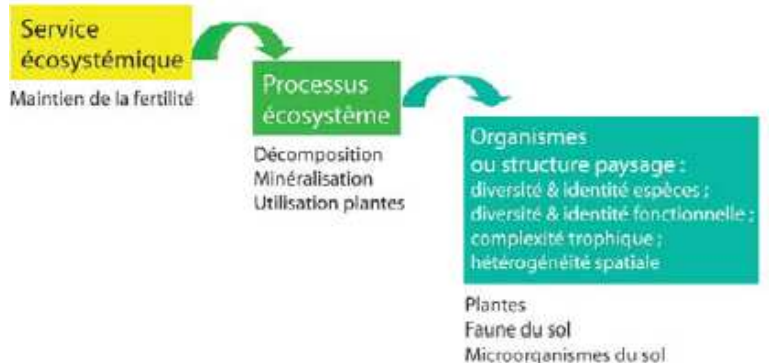 Service
écosystémique
Maintien de la fertilité
Processus
écosystème
Décomposition
Minéralisation
Utilisation plantes
Organismes
ou structure paysage :
diversité & identité espèces ;
diversité & identité fonctionnelle ;
complexité trophique ;
hétérogénéité spatiale
Plantes
Faune du sol
Microorganismes du sol